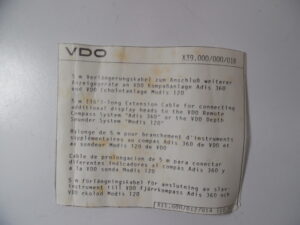 VDO
X39.000/000/018
5 m Verlängerungskabel zum Anschluß weiterer
Anzeigegeräte an VDO Kompaßanlage Adis 360
und VDO Echolotanlage Modis 120
5 m (16')-long Extension Cable for connecting
additional display heads to the VDO Remote
Compass System "Adis 360" or the VDO Depth
Sounder System "Modis 120"
Ralonge de 5 m pour branchement d'instruments
supplémentaires au compas Adis 360 de VDO et
au sondeur Modis 120 de VDO
Cable de prolongacion de 5 m para conectar
diferentes indicadores al compas Adis 360 y
a la VDO sonda Modis 120
5 m förlängningskabel för anslutning av
instrument till VDO fjärrkompass Adis 360 och
VDO ekolod Modis 120